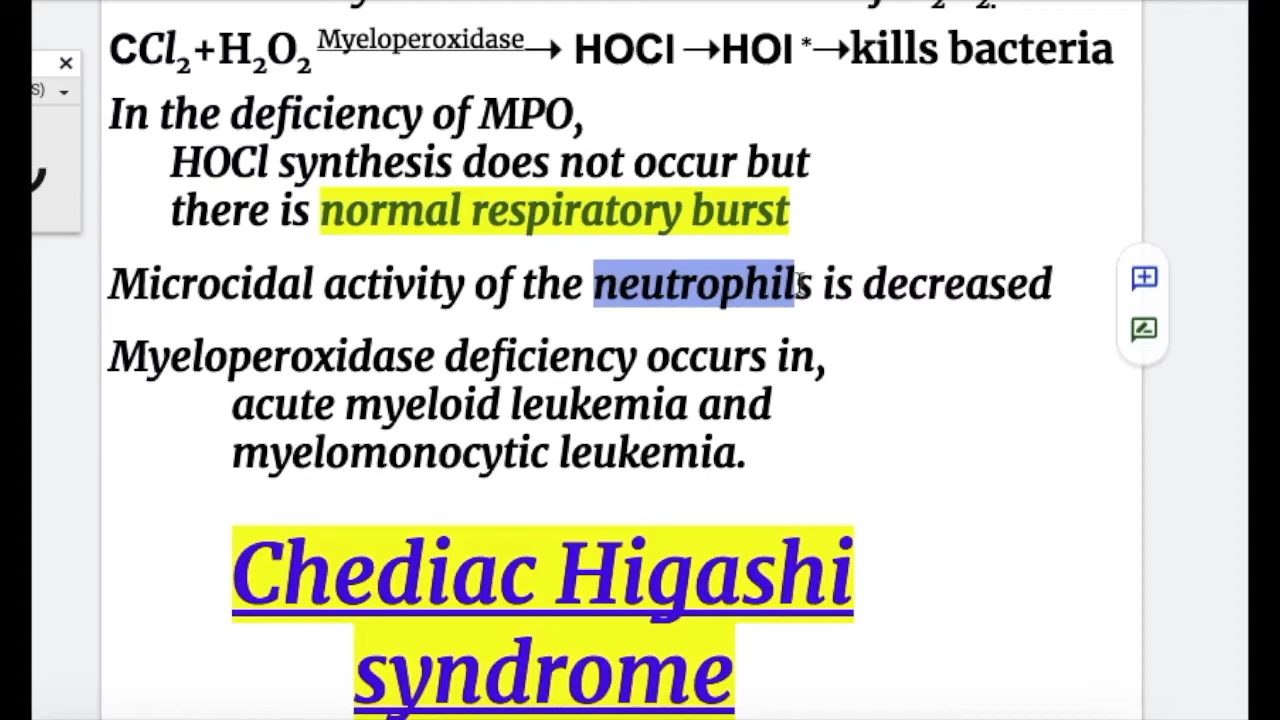 CCl₂+H₂O₂ Myeloperoxidase→ HOCl →HOI *→kills bacteria
In the deficiency of MPO,
HOCl synthesis does not occur but
there is normal respiratory burst
Microcidal activity of the neutrophils is decreased
Myeloperoxidase deficiency occurs in,
acute myeloid leukemia and
myelomonocytic leukemia.
Chediac Higashi
syndrome